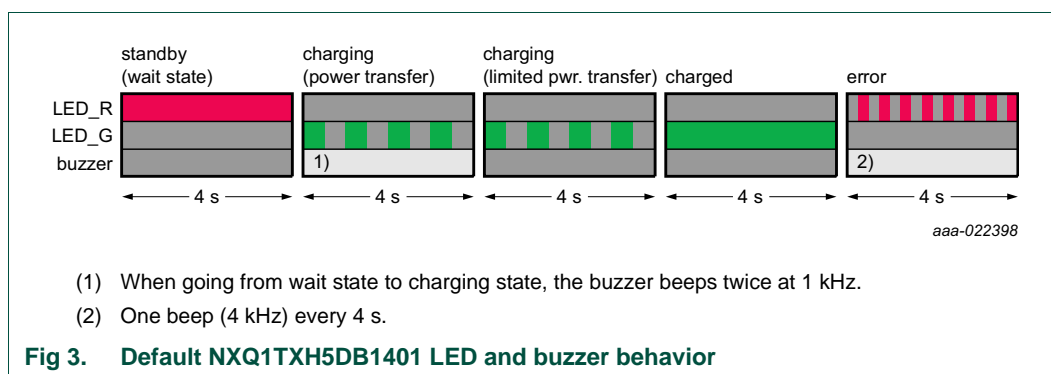 standby
(wait state)
charging
(power transfer)
charging
(limited pwr. transfer)
charged
error
LED_R
LED_G
buzzer
1)
2)
4 s
4 s
4 s
4 s
4 s
aaa-022398
(1) When going from wait state to charging state, the buzzer beeps twice at 1 kHz.
(2) One beep (4 kHz) every 4 s.
Fig 3. Default NXQ1TXH5DB1401 LED and buzzer behavior